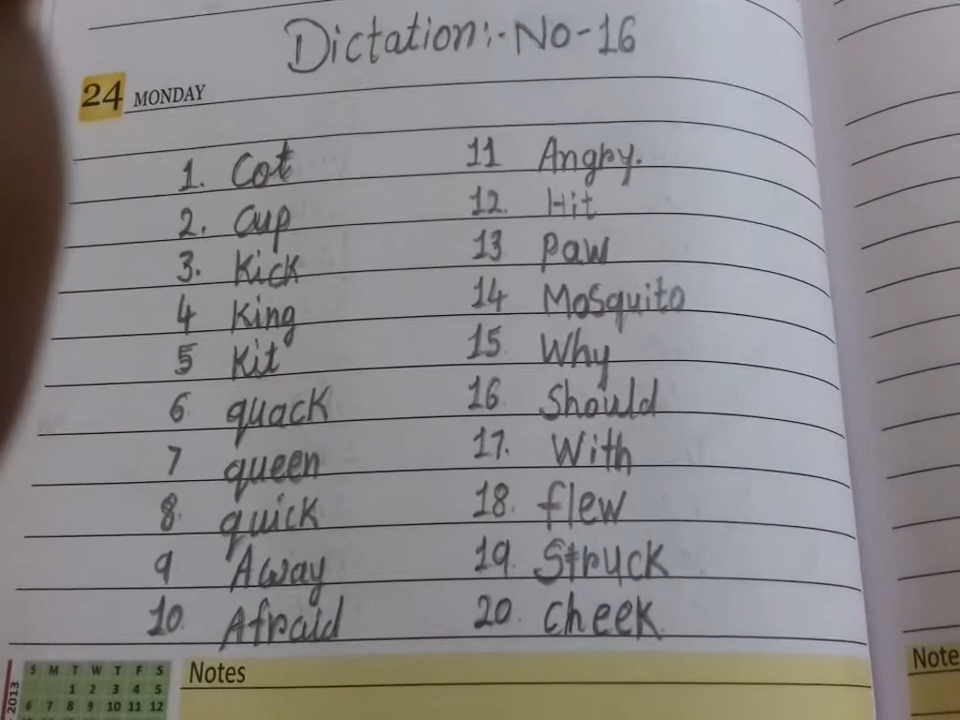 Dictation:-No-16
24 MONDAY
1. Cot
2. Cup
3. Kick
4 King
5 Kit
6 quack
7 queen
8. quick
9 Away
10. Afraid
11 Angry.
12. Hit
13 Paw
14 Mosquito
15. Why
16 Should
17. With
18. flew
19. Struck
20. Cheek
S M T W T F S
1 2 3 4 5
6 7 8 9 10 11 12
2013
Notes
Note